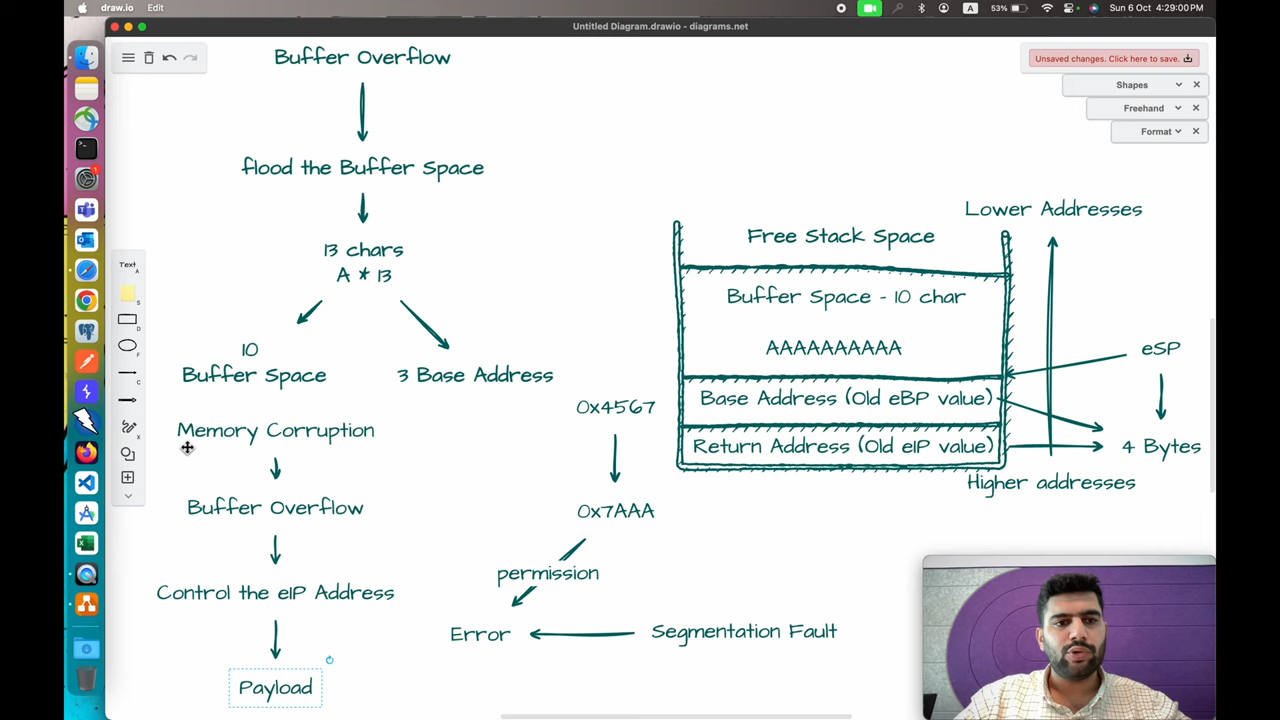 draw.io Edit
53% A Sun 6 Oct 4:29:00 PM
Untitled Diagram.drawio - diagrams.net
Unsaved changes. Click here to save.
Shapes
Freehand
Format
Text
Buffer Overflow
flood the Buffer Space
13 chars
A * 13
10
Buffer Space
3 Base Address
Memory Corruption
Buffer Overflow
Control the eIP Address
Payload
0x4567
0x7AAA
permission
Error
Segmentation Fault
Free Stack Space
Buffer Space - 10 char
AAAAAAAAAA
Base Address (Old eBP value)
Return Address (Old eIP value)
Lower Addresses
eSP
4 Bytes
Higher addresses